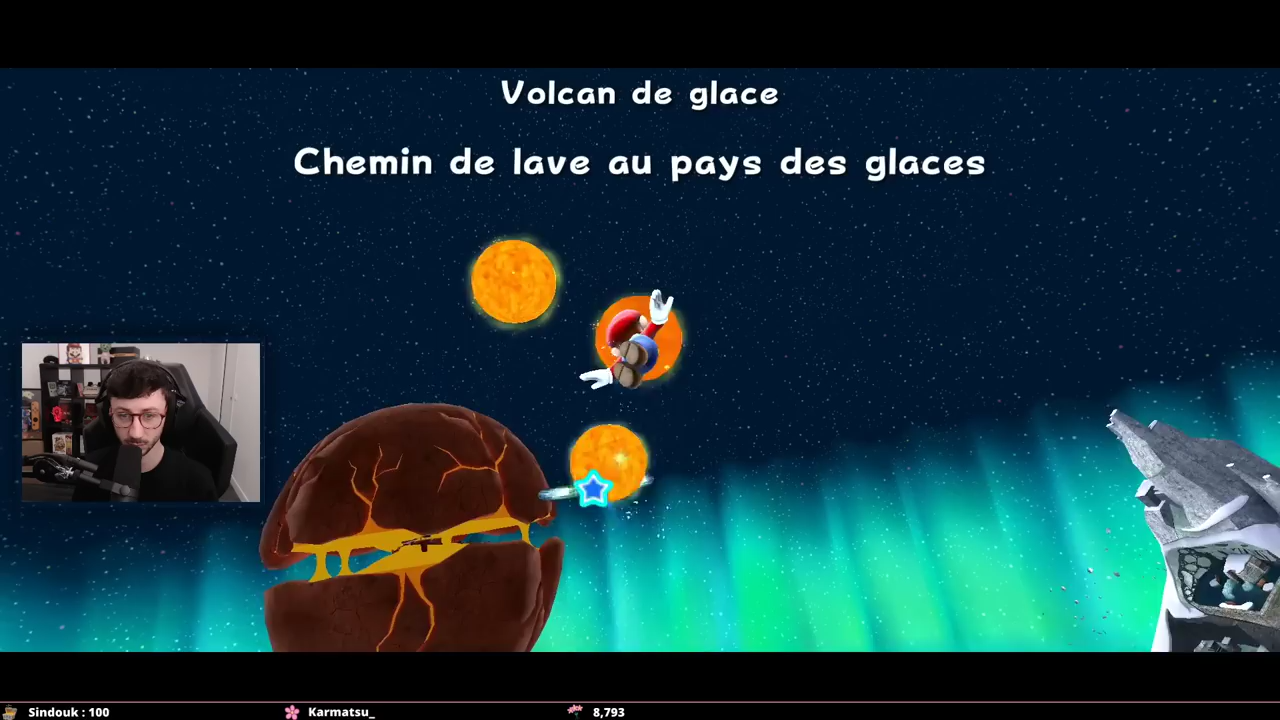 Volcan de glace
Chemin de lave au pays des glaces
Sindouk : 100
Karmatsu_
8,793